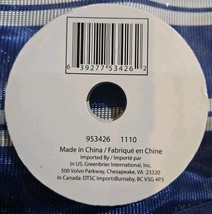 6 39277 53426 2
953426 1110
Made in China / Fabriqué en Chine
Imported By / Importé par
In US: Greenbrier International, Inc.
500 Volvo Parkway, Chesapeake, VA 23320
In Canada: DTSC ImportsBurnaby, BC V5G 4P3